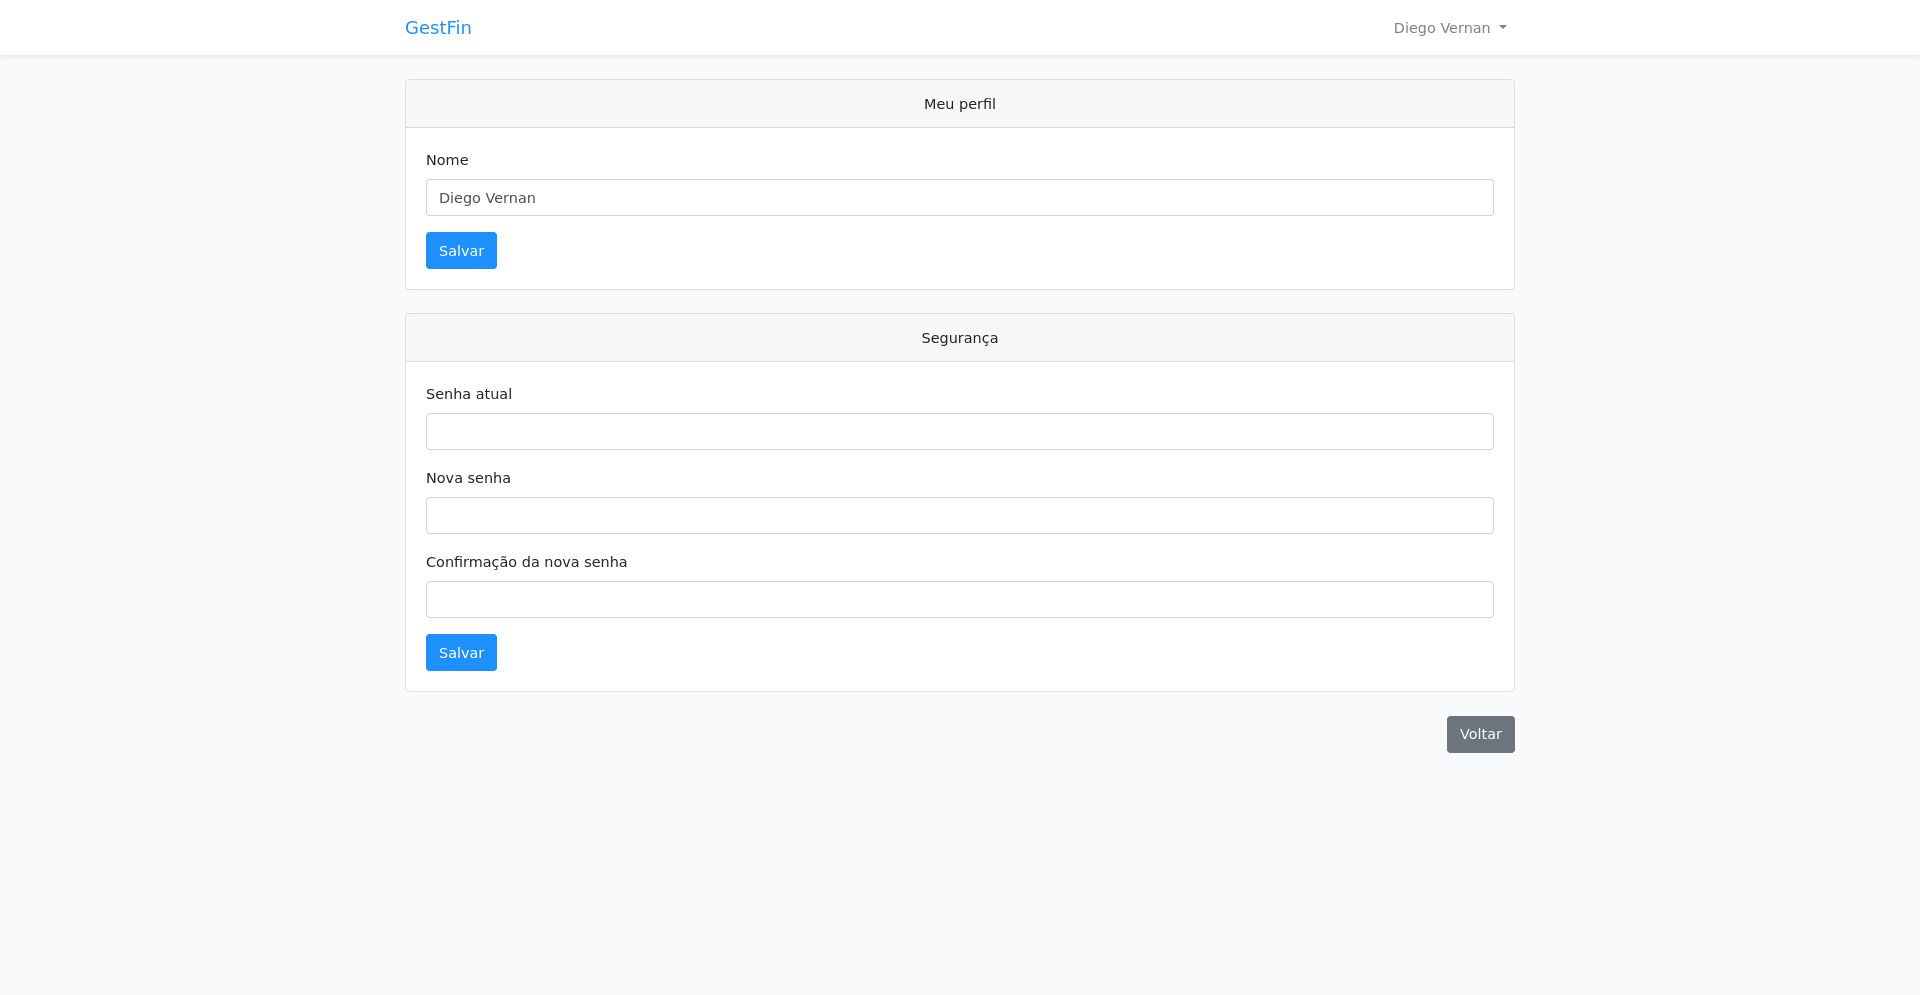 GestFin
Diego Vernan
Meu perfil
Nome
Diego Vernan
Salvar
Segurança
Senha atual
Nova senha
Confirmação da nova senha
Salvar
Voltar